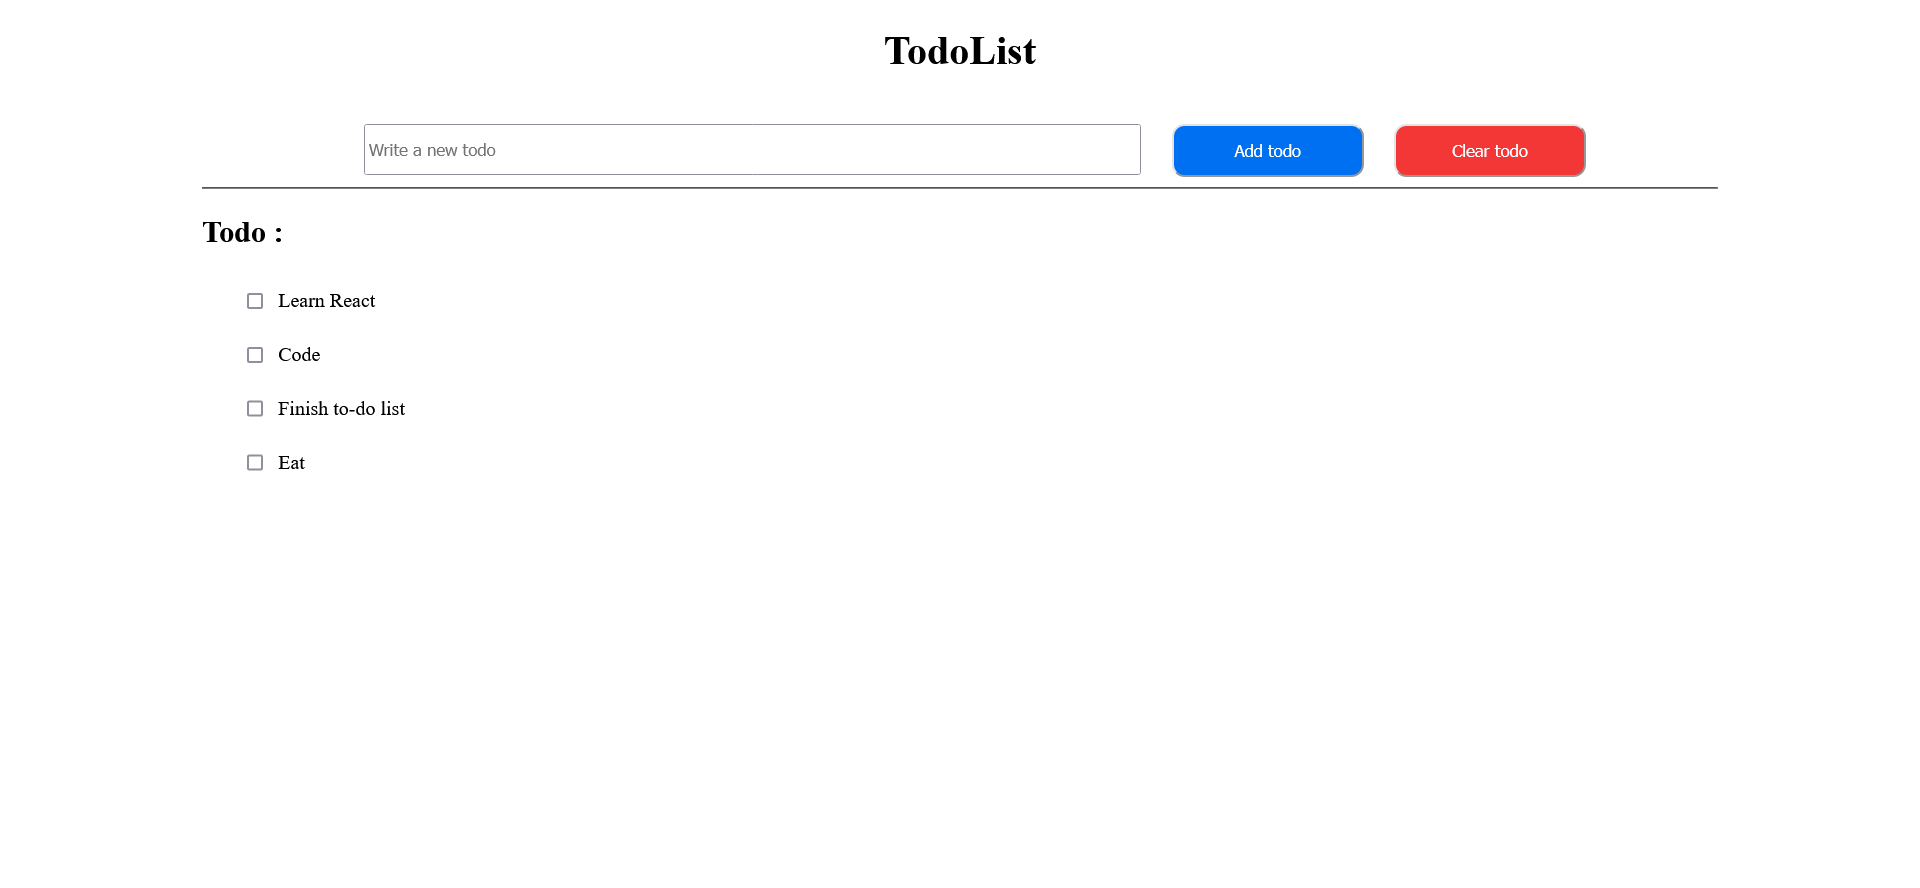 TodoList
Write a new todo
Add todo
Clear todo
Todo :
Learn React
Code
Finish to-do list
Eat